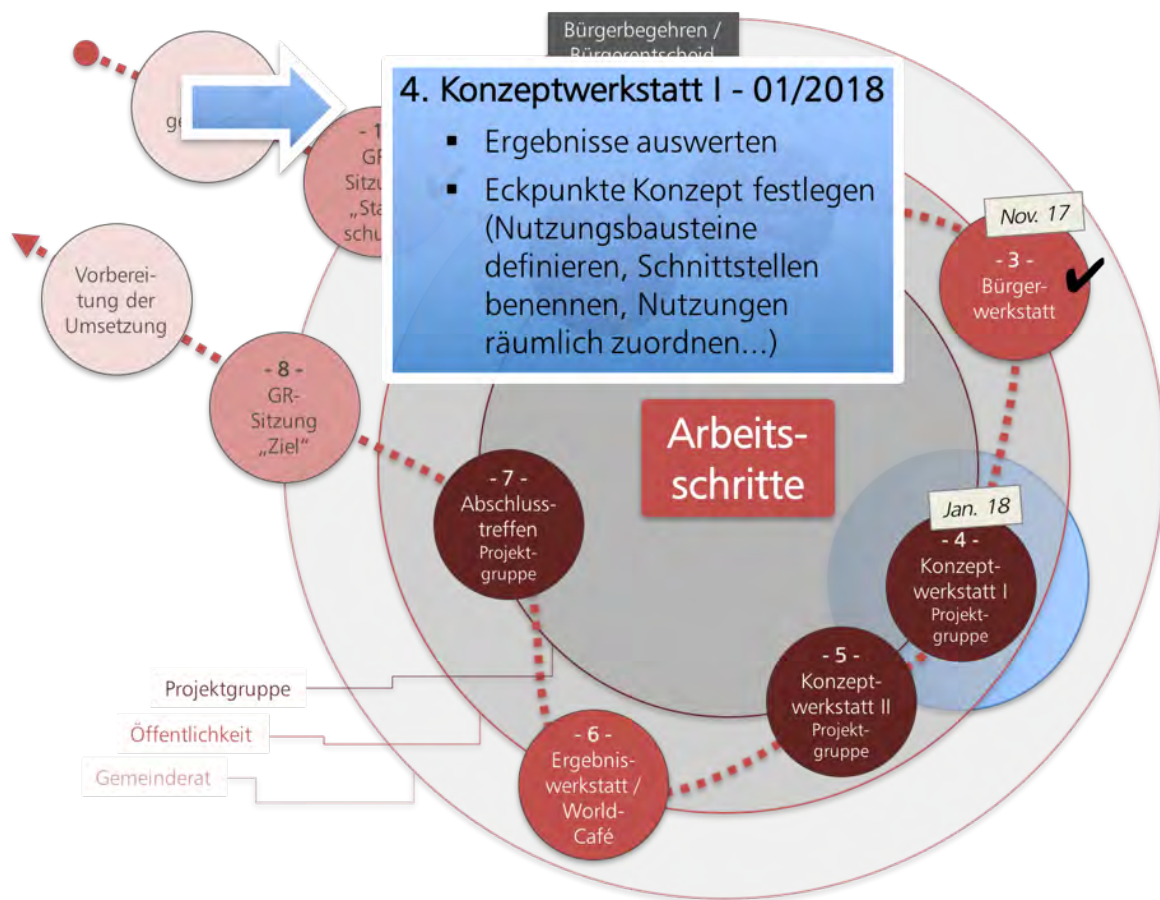 Bürgerbegehren /
Bürgerentscheid
4. Konzeptwerkstatt I - 01/2018
▪ Ergebnisse auswerten
▪ Eckpunkte Konzept festlegen
(Nutzungsbausteine
definieren, Schnittstellen
benennen, Nutzungen
räumlich zuordnen...)
Nov. 17
- 3 -
Bürger-
werkstatt
Vorberei-
tung der
Umsetzung
- 8 -
GR-
Sitzung
„Ziel“
Arbeits-
schritte
- 7 -
Abschluss-
treffen
Projekt-
gruppe
Jan. 18
- 4 -
Konzept-
werkstatt I
Projekt-
gruppe
- 5 -
Konzept-
werkstatt II
Projekt-
gruppe
- 6 -
Ergebnis-
werkstatt /
World-
Café
Projektgruppe
Öffentlichkeit
Gemeinderat